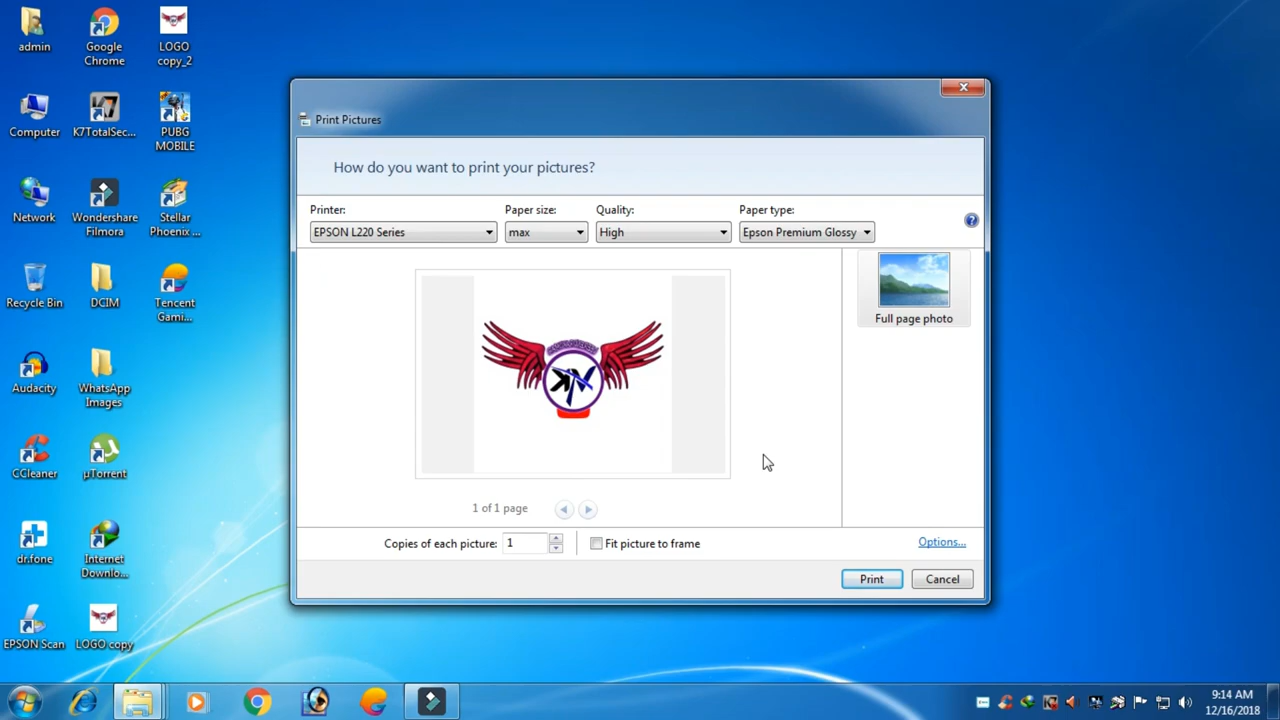 admin
Google
Chrome
LOGO
copy_2
Computer
K7TotalSec...
PUBG
MOBILE
Network
Wondershare
Filmora
Stellar
Phoenix ...
Recycle Bin
DCIM
Tencent
Gami...
Audacity
WhatsApp
Images
CCleaner
µTorrent
dr.fone
Internet
Downlo...
EPSON Scan
LOGO copy
Print Pictures
How do you want to print your pictures?
Printer:
Paper size:
Quality:
Paper type:
EPSON L220 Series
max
High
Epson Premium Glossy
Full page photo
1 of 1 page
Copies of each picture:
1
Fit picture to frame
Options...
Print
Cancel
9:14 AM
12/16/2018